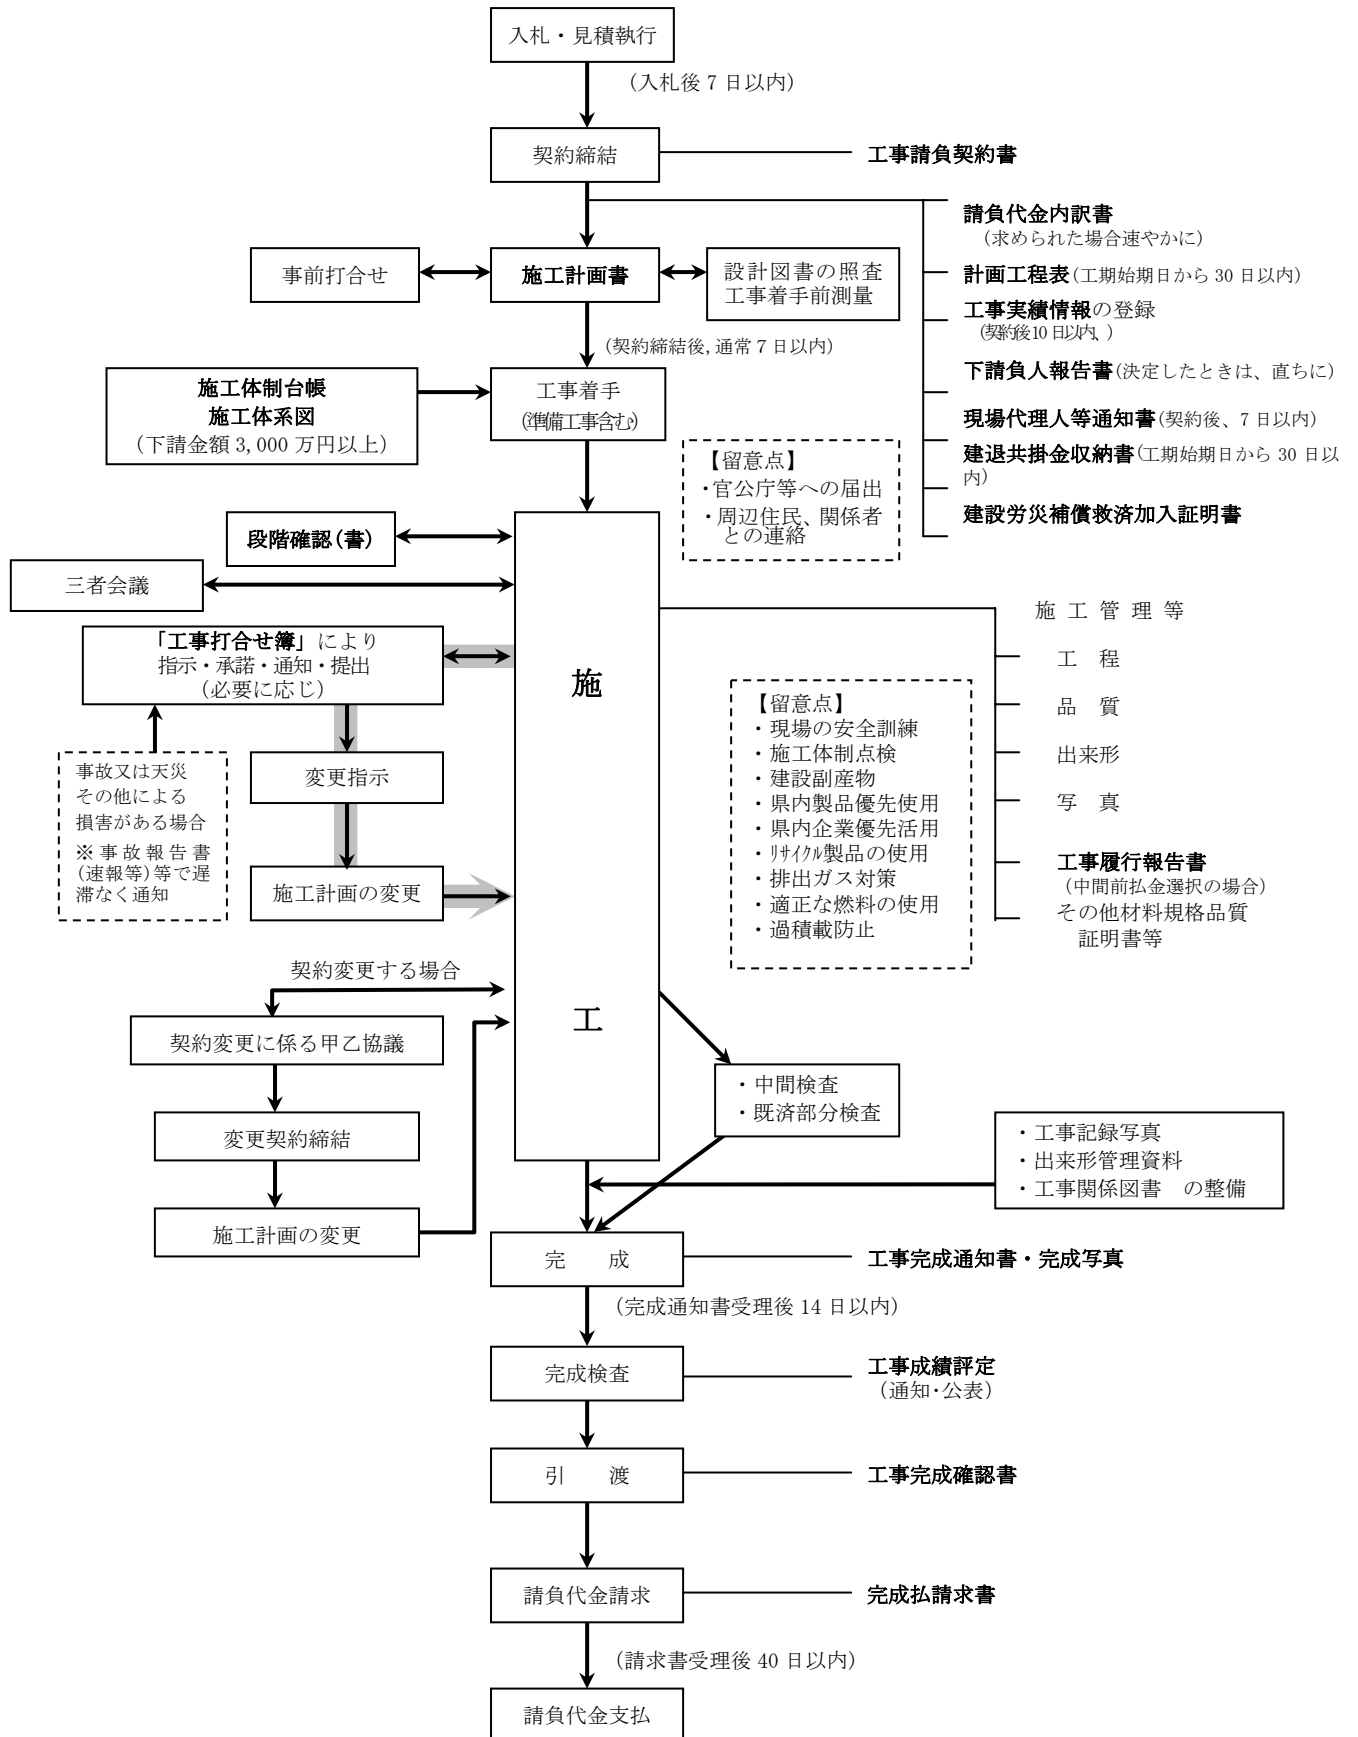 入札・見積執行
(入札後７日以内)
契約締結
工事請負契約書
請負代金内訳書
(求められた場合速やかに)
事前打合せ
施工計画書
設計図書の照査
工事着手前測量
計画工程表(工期始期日から 30 日以内)
工事実績情報の登録
(契約後10日以内、)
(契約締結後,通常７日以内)
下請負人報告書(決定したときは、直ちに)
施工体制台帳
施工体系図
(下請金額 3,000 万円以上)
工事着手
(準備工事含む)
現場代理人等通知書(契約後、７日以内)
建退共掛金収納書(工期始期日から 30 日以
内)
建設労災補償救済加入証明書
【留意点】
・官公庁等への届出
・周辺住民、関係者
との連絡
段階確認(書)
三者会議
施
工
施 工 管 理 等
工　程
品　質
出来形
写　真
工事履行報告書
(中間前払金選択の場合)
その他材料規格品質
証明書等
「工事打合せ簿」により
指示・承諾・通知・提出
(必要に応じ)
変更指示
施工計画の変更
事故又は天災
その他による
損害がある場合
※事故報告書
(速報等)等で遅
滞なく通知
【留意点】
・現場の安全訓練
・施工体制点検
・建設副産物
・県内製品優先使用
・県内企業優先活用
・ﾘｻｲｸﾙ製品の使用
・排出ガス対策
・適正な燃料の使用
・過積載防止
契約変更する場合
契約変更に係る甲乙協議
変更契約締結
施工計画の変更
・中間検査
・既済部分検査
・工事記録写真
・出来形管理資料
・工事関係図書　の整備
完　成
工事完成通知書・完成写真
(完成通知書受理後 14 日以内)
完成検査
工事成績評定
(通知・公表)
引　渡
工事完成確認書
請負代金請求
完成払請求書
(請求書受理後 40 日以内)
請負代金支払